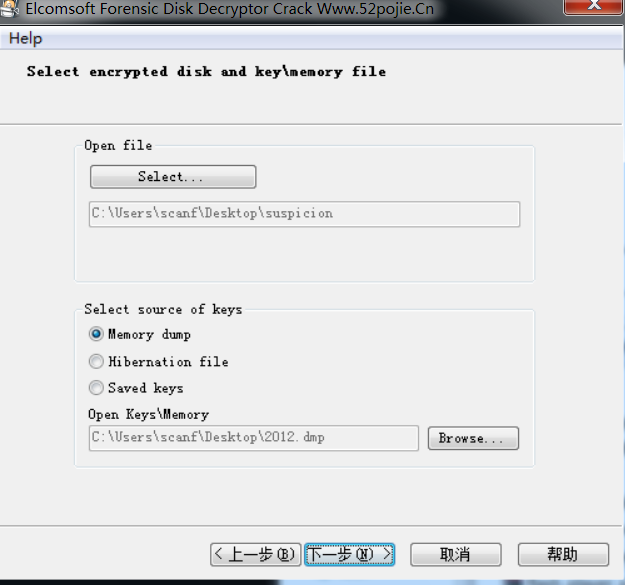 Elcomsoft Forensic Disk Decryptor Crack Www.52pojie.Cn
Help
Select encrypted disk and key\memory file
Open file
Select...
C:\Users\scanf\Desktop\suspicion
Select source of keys
Memory dump
Hibernation file
Saved keys
Open Keys\Memory
C:\Users\scanf\Desktop\2012.dmp
Browse...
< 上一步(B) 下一步(N) > 取消 帮助